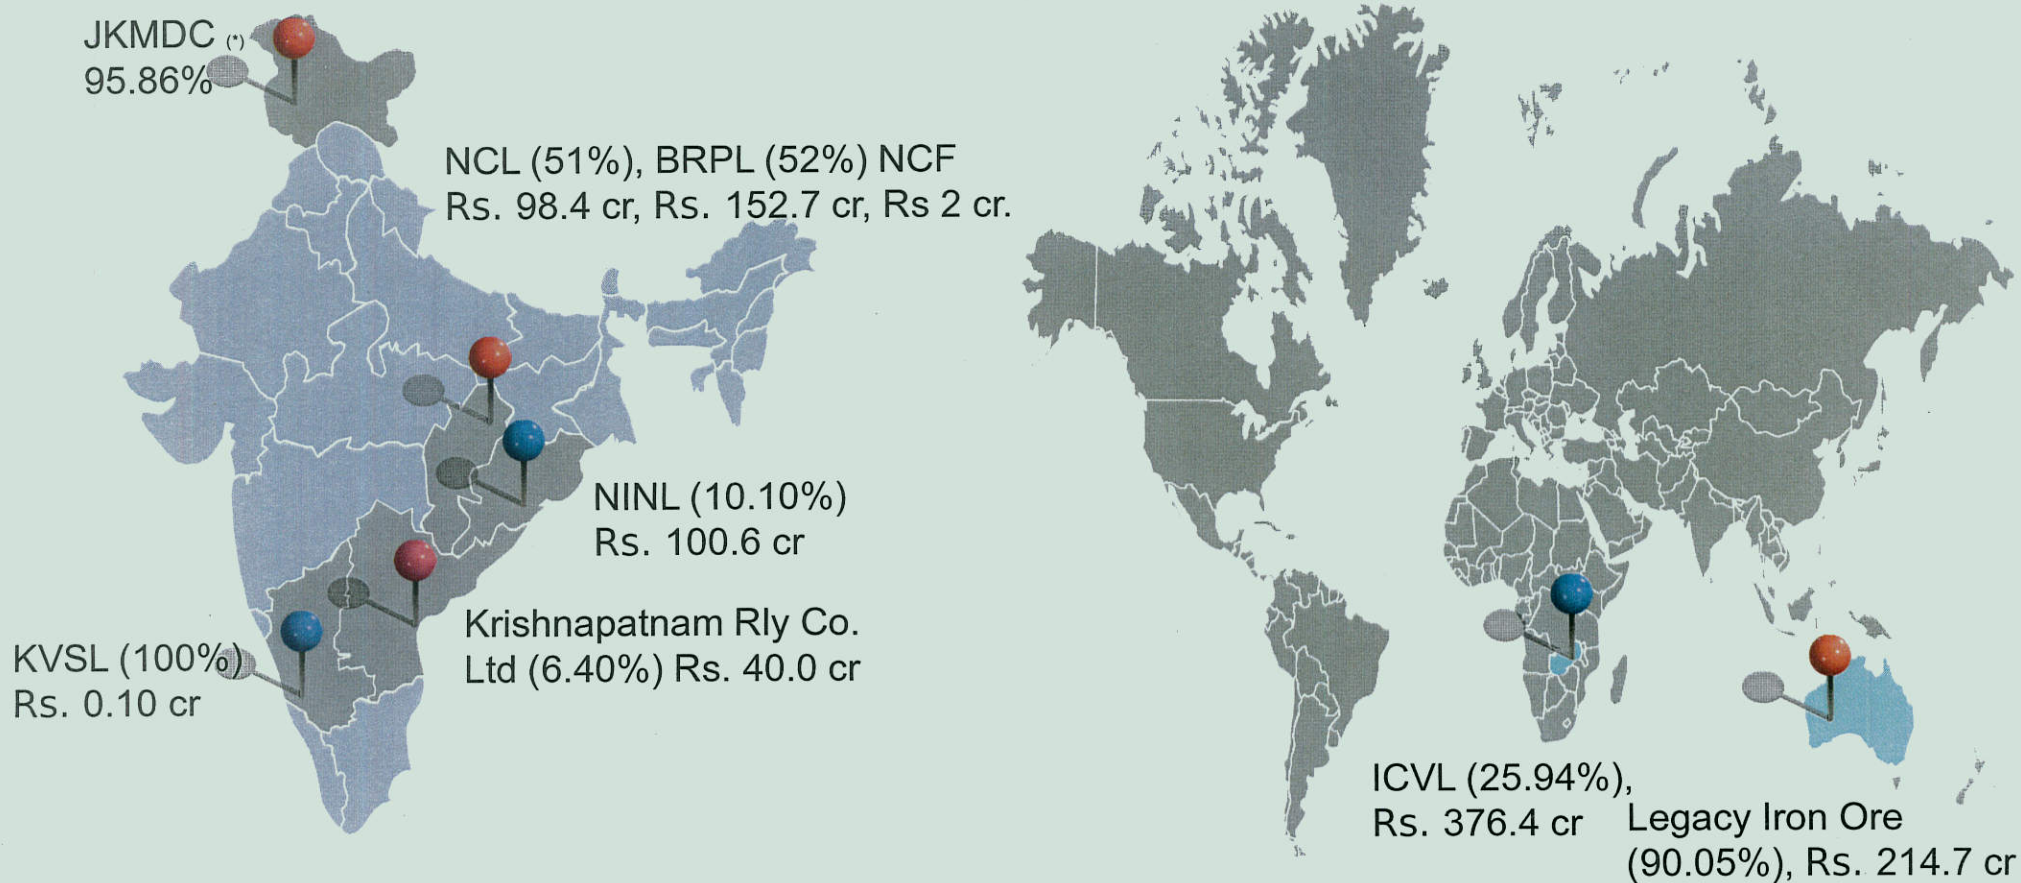 JKMDC (*)
95.86%
NCL (51%), BRPL (52%) NCF
Rs. 98.4 cr, Rs. 152.7 cr, Rs 2 cr.
NINL (10.10%)
Rs. 100.6 cr
Krishnapatnam Rly Co.
Ltd (6.40%) Rs. 40.0 cr
KVSL (100%)
Rs. 0.10 cr
ICVL (25.94%),
Rs. 376.4 cr
Legacy Iron Ore
(90.05%), Rs. 214.7 cr